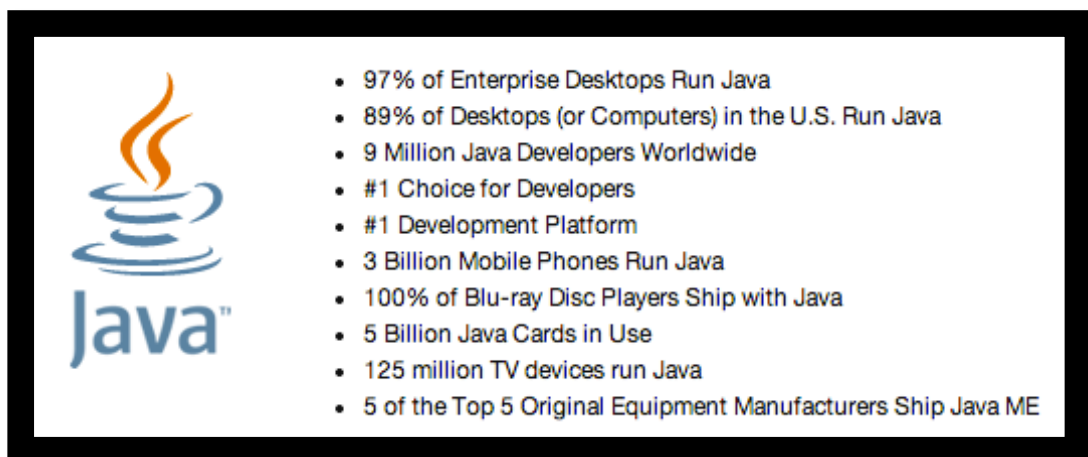 97% of Enterprise Desktops Run Java
89% of Desktops (or Computers) in the U.S. Run Java
9 Million Java Developers Worldwide
#1 Choice for Developers
#1 Development Platform
3 Billion Mobile Phones Run Java
100% of Blu-ray Disc Players Ship with Java
5 Billion Java Cards in Use
125 million TV devices run Java
5 of the Top 5 Original Equipment Manufacturers Ship Java ME
Java™